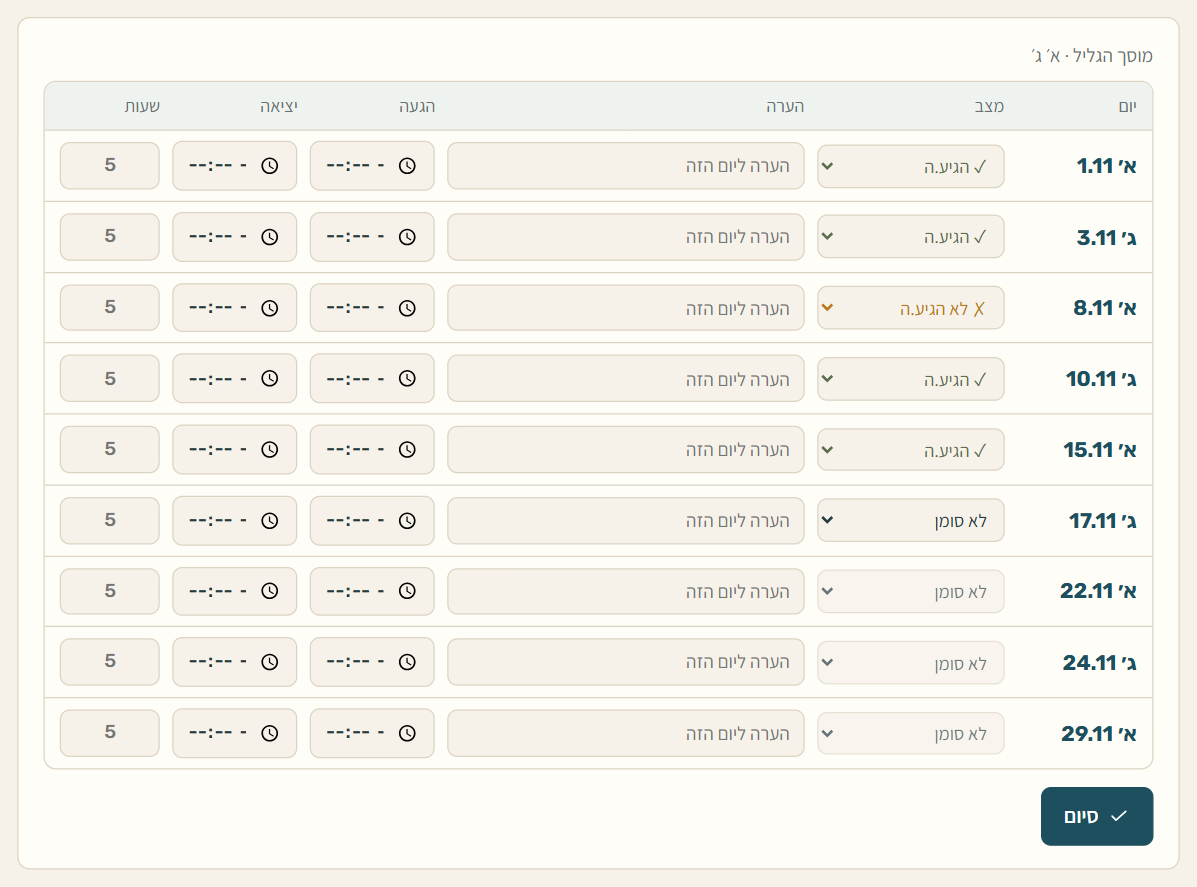 מוסך הגליל · א׳ ג׳
יום מצב הערה הגעה יציאה שעות
א׳ 1.11 ✓ הגיע.ה הערה ליום הזה --:-- - --:-- - 5
ג׳ 3.11 ✓ הגיע.ה הערה ליום הזה --:-- - --:-- - 5
א׳ 8.11 ✗ לא הגיע.ה הערה ליום הזה --:-- - --:-- - 5
ג׳ 10.11 ✓ הגיע.ה הערה ליום הזה --:-- - --:-- - 5
א׳ 15.11 ✓ הגיע.ה הערה ליום הזה --:-- - --:-- - 5
ג׳ 17.11 לא סומן הערה ליום הזה --:-- - --:-- - 5
א׳ 22.11 לא סומן הערה ליום הזה --:-- - --:-- - 5
ג׳ 24.11 לא סומן הערה ליום הזה --:-- - --:-- - 5
א׳ 29.11 לא סומן הערה ליום הזה --:-- - --:-- - 5
✓ סיום